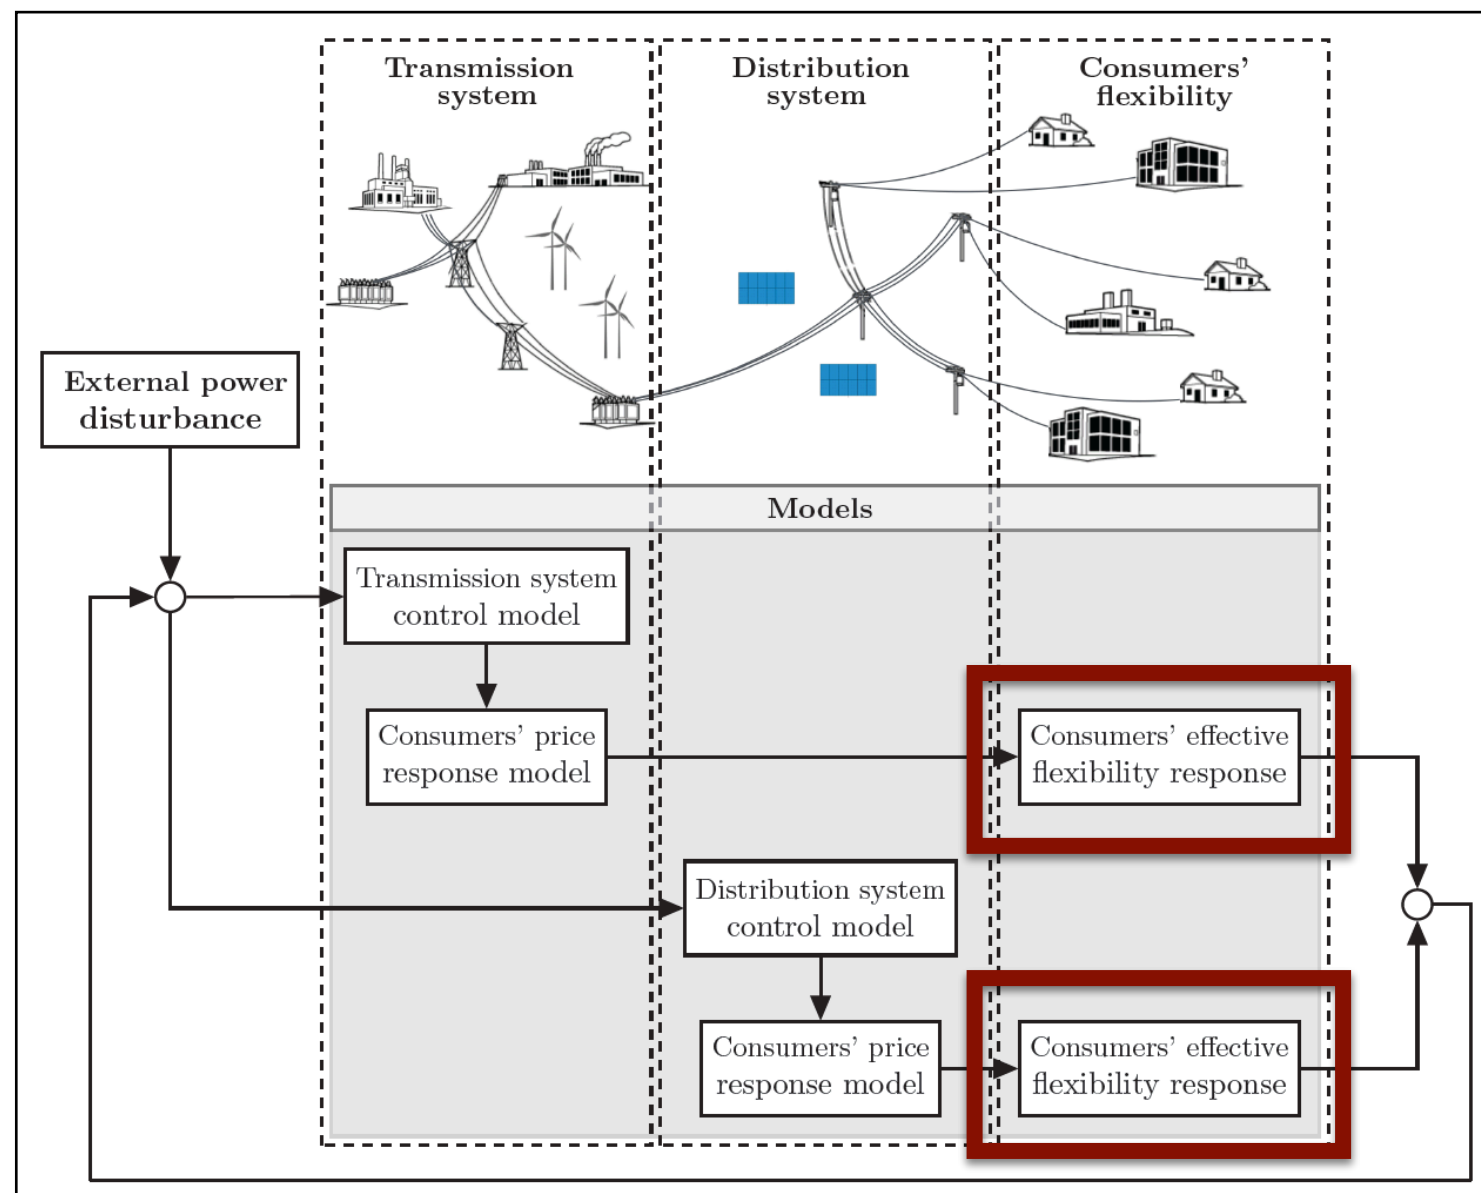 Transmission
system
Distribution
system
Consumers’
flexibility
External power
disturbance
Models
Transmission system
control model
Consumers’ price
response model
Consumers’ effective
flexibility response
Distribution system
control model
Consumers’ price
response model
Consumers’ effective
flexibility response